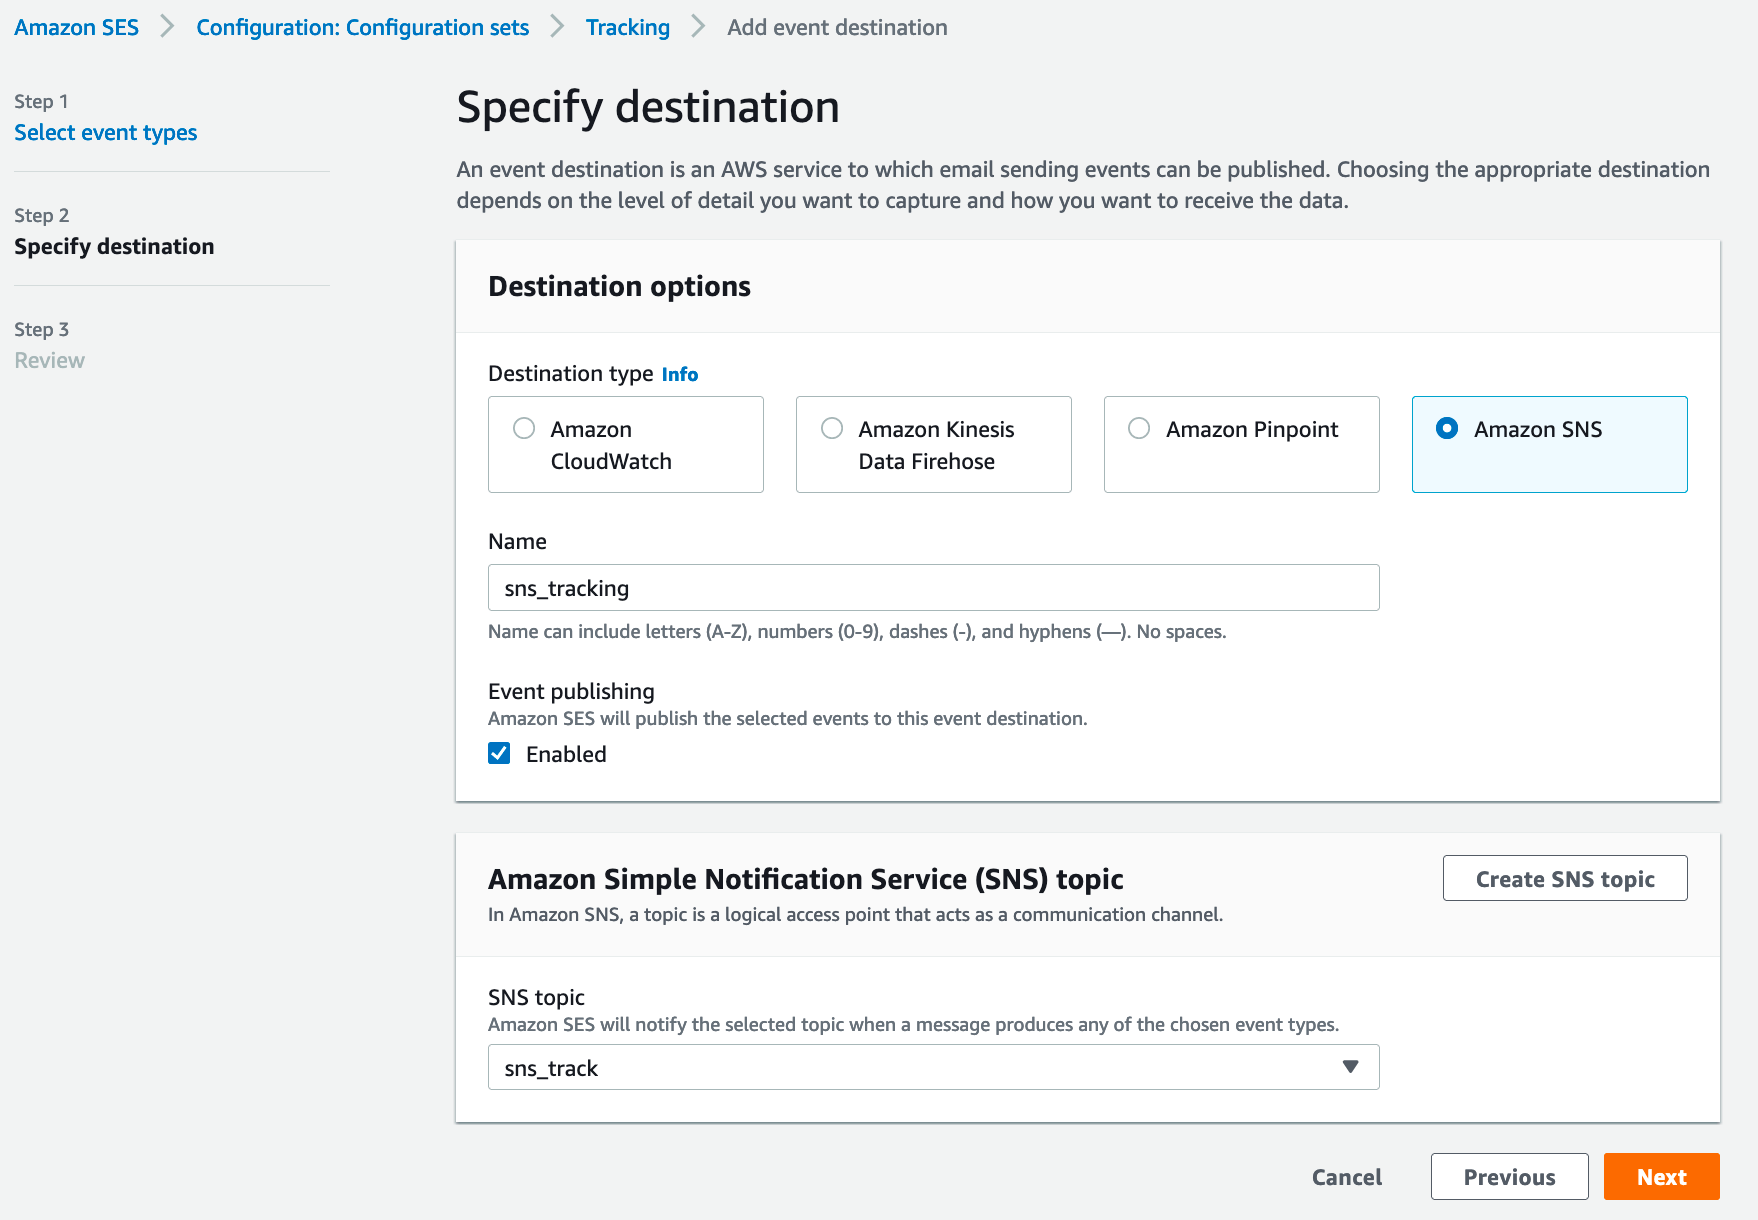 Amazon SES > Configuration: Configuration sets > Tracking > Add event destination
Step 1
Select event types
Step 2
Specify destination
Step 3
Review
Specify destination
An event destination is an AWS service to which email sending events can be published. Choosing the appropriate destination
depends on the level of detail you want to capture and how you want to receive the data.
Destination options
Destination type Info
Amazon
CloudWatch
Amazon Kinesis
Data Firehose
Amazon Pinpoint
Amazon SNS
Name
sns_tracking
Name can include letters (A-Z), numbers (0-9), dashes (-), and hyphens (—). No spaces.
Event publishing
Amazon SES will publish the selected events to this event destination.
Enabled
Amazon Simple Notification Service (SNS) topic
Create SNS topic
In Amazon SNS, a topic is a logical access point that acts as a communication channel.
SNS topic
Amazon SES will notify the selected topic when a message produces any of the chosen event types.
sns_track
Cancel
Previous
Next